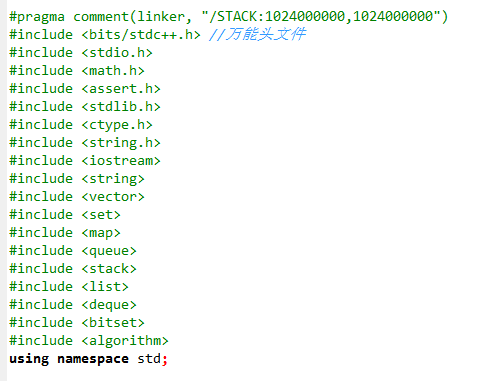 #pragma comment(linker, "/STACK:1024000000,1024000000")
#include <bits/stdc++.h> //万能头文件
#include <stdio.h>
#include <math.h>
#include <assert.h>
#include <stdlib.h>
#include <ctype.h>
#include <string.h>
#include <iostream>
#include <string>
#include <vector>
#include <set>
#include <map>
#include <queue>
#include <stack>
#include <list>
#include <deque>
#include <bitset>
#include <algorithm>
using namespace std;